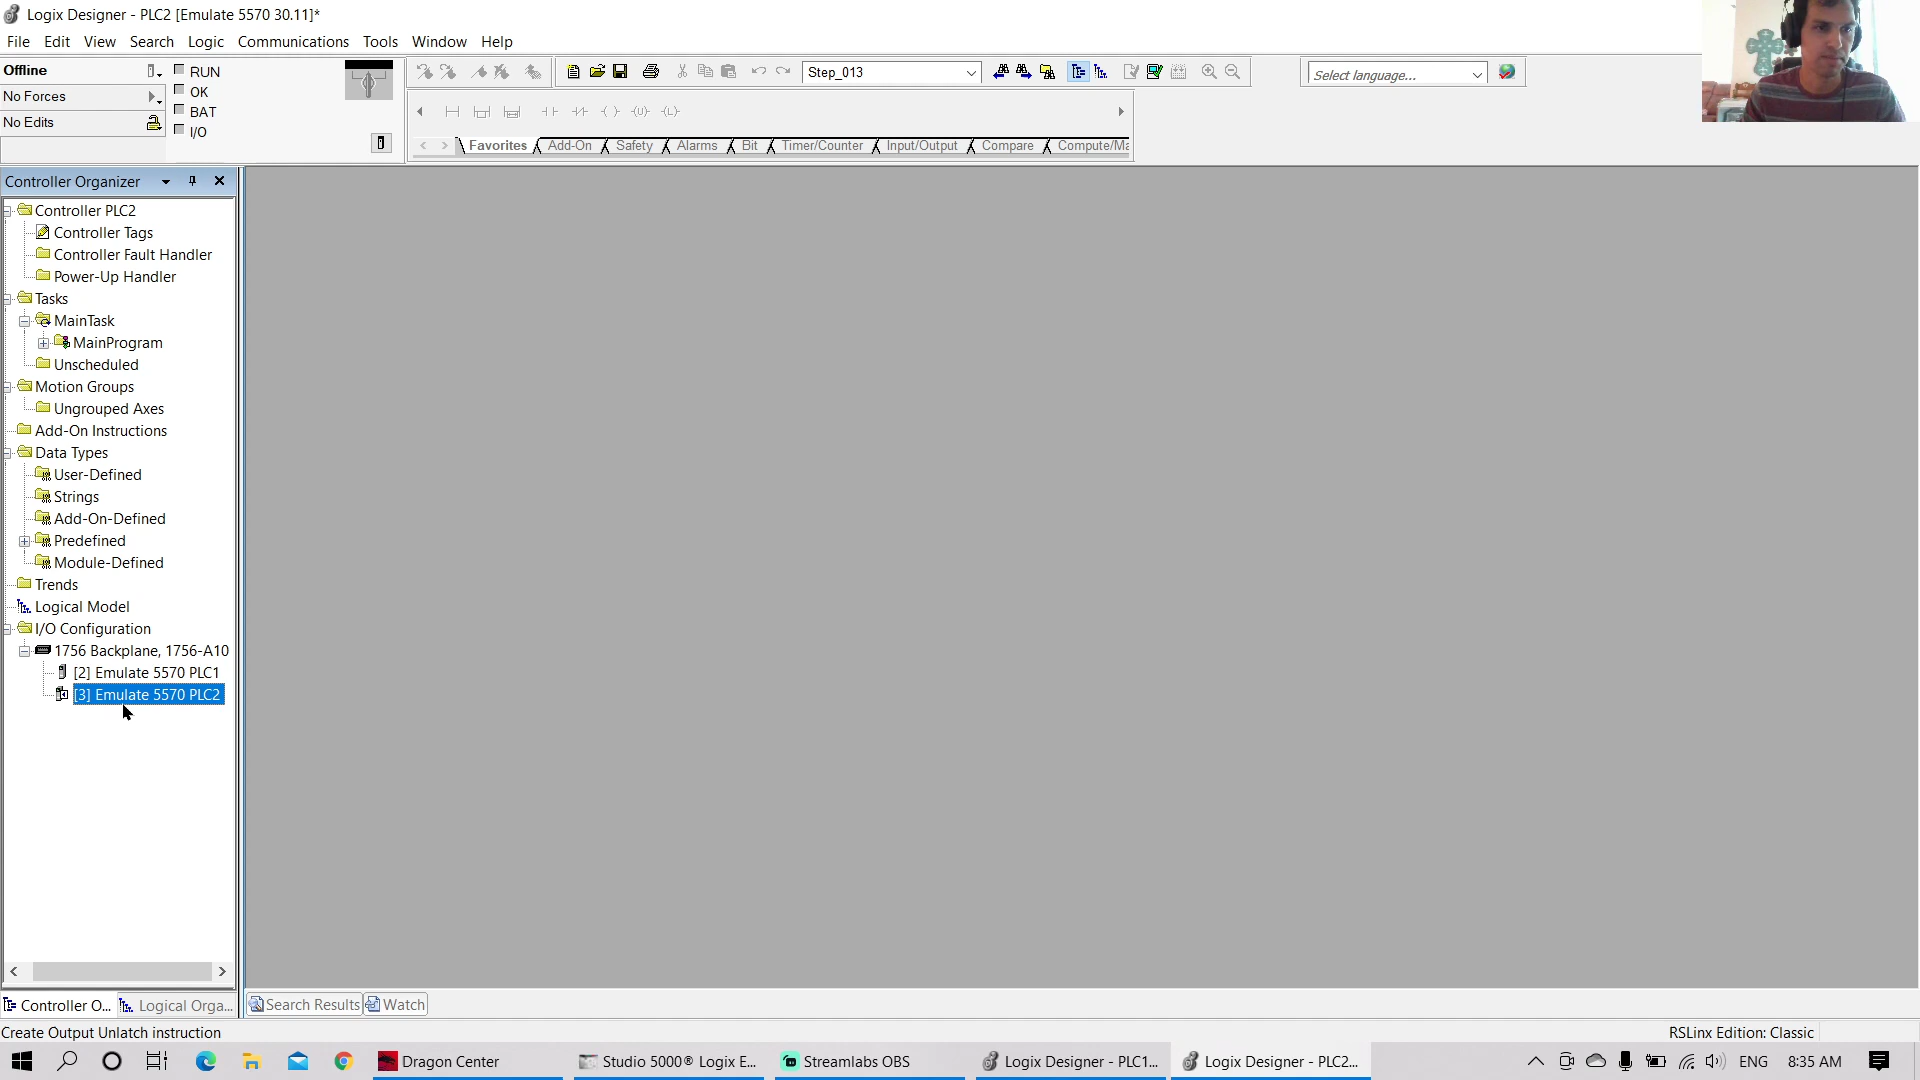 Logix Designer - PLC2 [Emulate 5570 30.11]*
File Edit View Search Logic Communications Tools Window Help
Offline
No Forces
No Edits
RUN
OK
BAT
I/O
Step_013
Select language...
Favorites Add-On Safety Alarms Bit Timer/Counter Input/Output Compare Compute/Ma
Controller Organizer
Controller PLC2
Controller Tags
Controller Fault Handler
Power-Up Handler
Tasks
MainTask
MainProgram
Unscheduled
Motion Groups
Ungrouped Axes
Add-On Instructions
Data Types
User-Defined
Strings
Add-On-Defined
Predefined
Module-Defined
Trends
Logical Model
I/O Configuration
1756 Backplane, 1756-A10
[2] Emulate 5570 PLC1
[3] Emulate 5570 PLC2
Controller O... Logical Orga...
Search Results Watch
Create Output Unlatch instruction
RSLinx Edition: Classic
Dragon Center
Studio 5000® Logix E...
Streamlabs OBS
Logix Designer - PLC1...
Logix Designer - PLC2...
ENG
8:35 AM